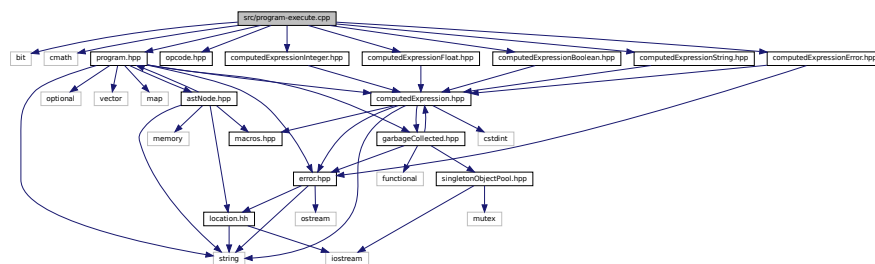 src/program-execute.cpp
bit
cmath
program.hpp
opcode.hpp
computedExpressionInteger.hpp
computedExpressionFloat.hpp
computedExpressionBoolean.hpp
computedExpressionString.hpp
computedExpressionError.hpp
optional
vector
map
astNode.hpp
computedExpression.hpp
memory
macros.hpp
garbageCollected.hpp
cstdint
error.hpp
functional
singletonObjectPool.hpp
location.hh
ostream
mutex
string
iostream